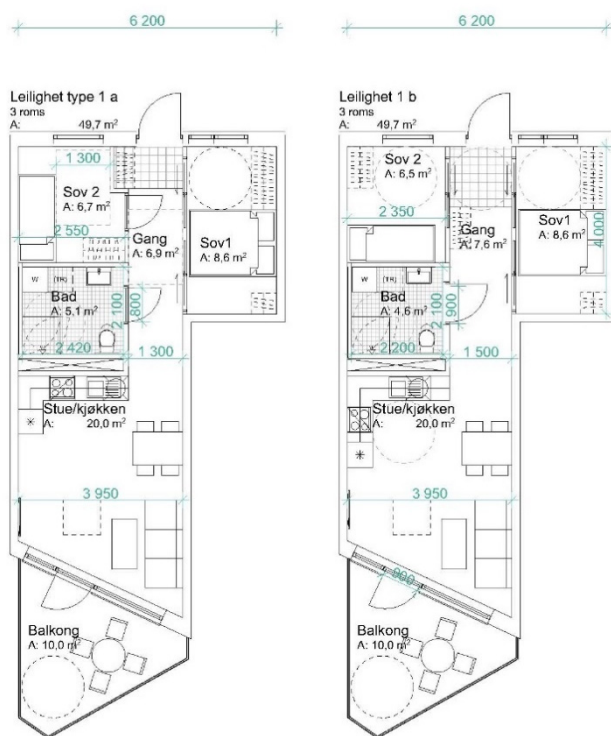 6 200
Leilighet type 1 a
3 roms
A: 49,7 m²
1 300
Sov 2
A: 6,7 m²
2 550
Gang
A: 6,9 m²
Sov1
A: 8,6 m²
W (TR)
Bad
A: 5,1 m²
2 100
800
2 420
1 300
Stue/kjøkken
A: 20,0 m²
3 950
Balkong
A: 10,0 m²
6 200
Leilighet 1 b
3 roms
A: 49,7 m²
Sov 2
A: 6,5 m²
2 350
Gang
A: 7,6 m²
Sov1
A: 8,6 m²
4 000
W (TR)
Bad
A: 4,6 m²
2 100
900
2 200
1 500
Stue/kjøkken
A: 20,0 m²
3 950
900
Balkong
A: 10,0 m²